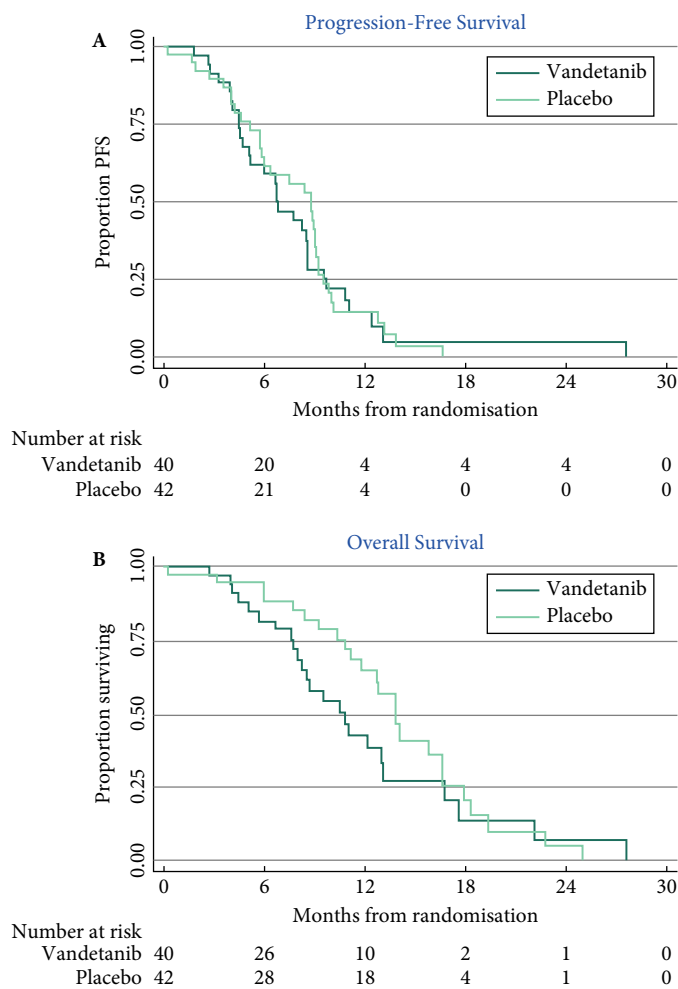 Progression-Free Survival
A
1.00
0.75
0.50
0.25
0.00
Proportion PFS
Vandetanib
Placebo
0 6 12 18 24 30
Months from randomisation
Number at risk
Vandetanib 40 20 4 4 4 0
Placebo 42 21 4 0 0 0
Overall Survival
B
1.00
0.75
0.50
0.25
0.00
Proportion surviving
Vandetanib
Placebo
0 6 12 18 24 30
Months from randomisation
Number at risk
Vandetanib 40 26 10 2 1 0
Placebo 42 28 18 4 1 0